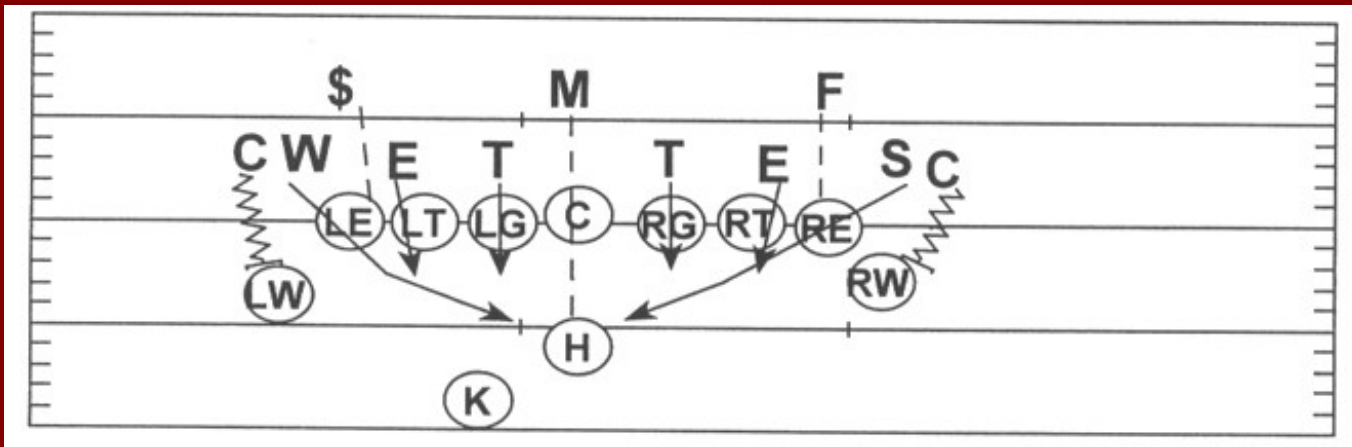 $ M F
C W E T T E S C
LE LT LG C RG RT RE
LW RW
H
K